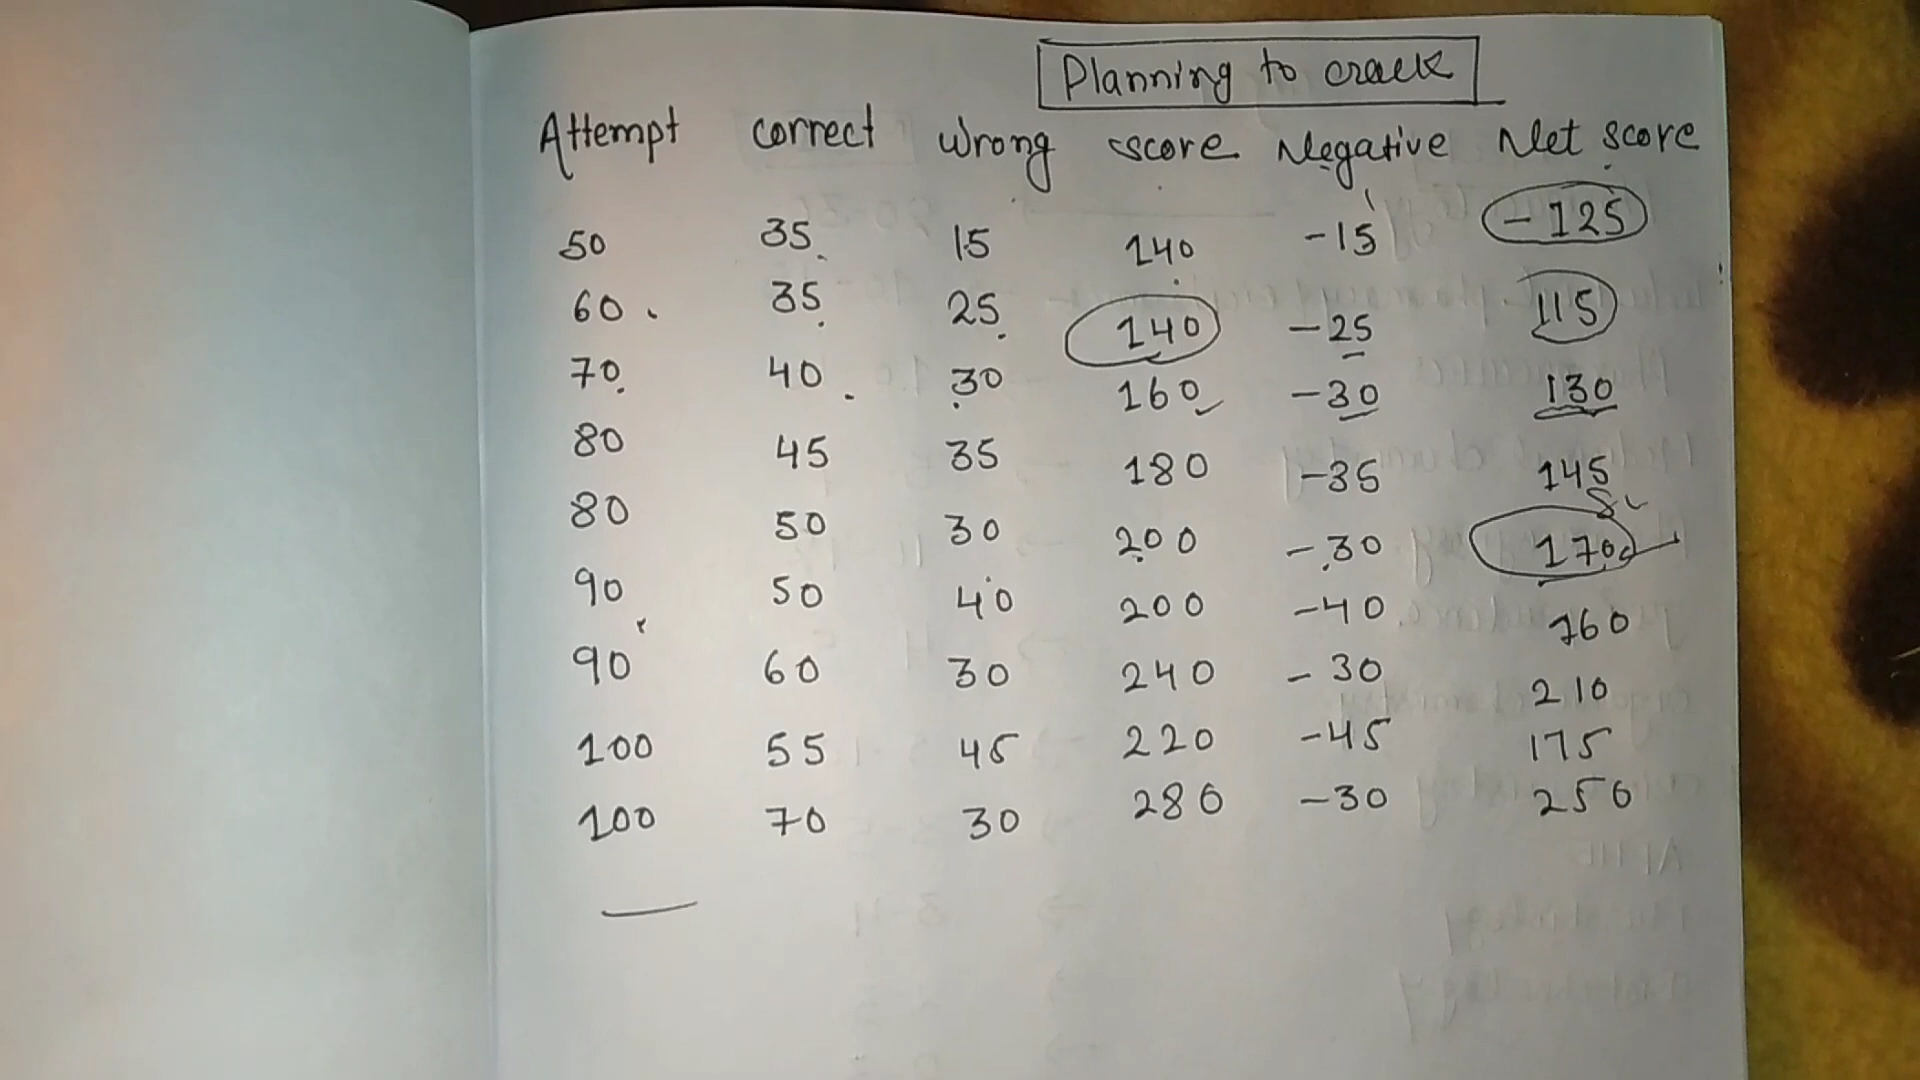 Planning to crack
Attempt correct wrong score Negative Net score
50 35 15 140 -15 -125
60 35 25 140 -25 115
70 40 30 160 -30 130
80 45 35 180 -35 145
80 50 30 200 -30 170
90 50 40 200 -40 160
90 60 30 240 -30 210
100 55 45 220 -45 175
100 70 30 280 -30 250